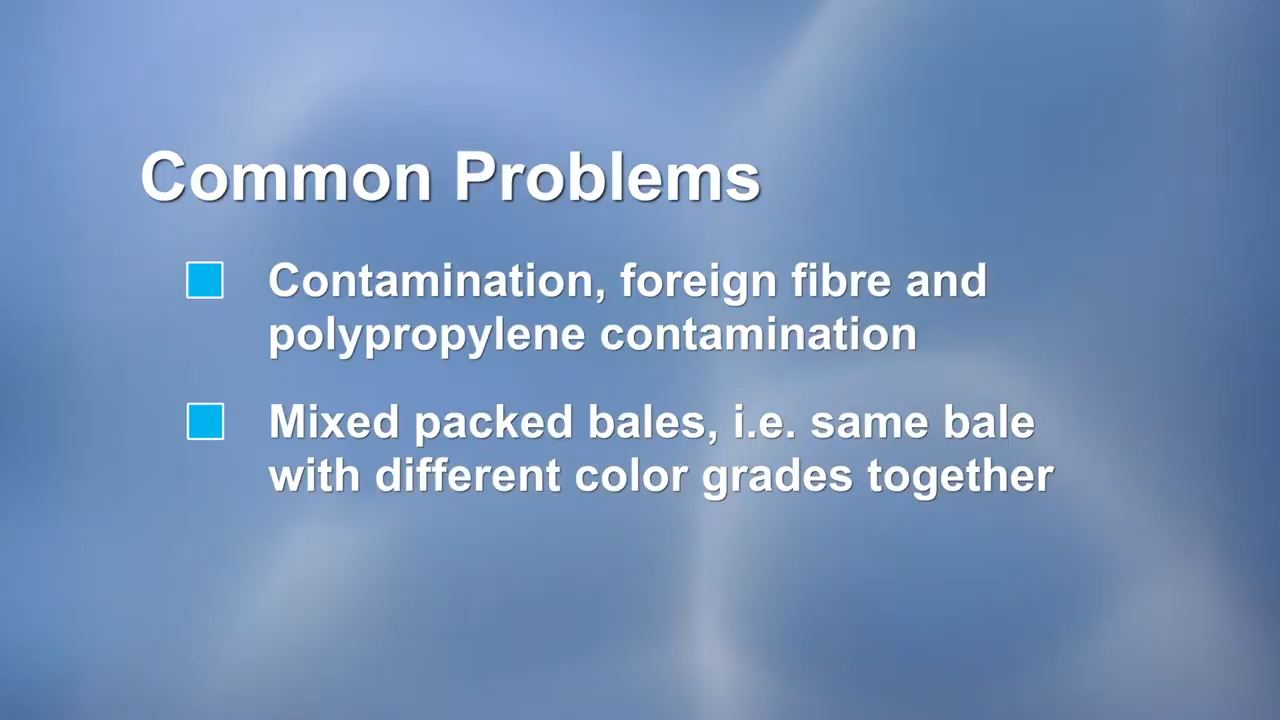 Common Problems
Contamination, foreign fibre and
polypropylene contamination
Mixed packed bales, i.e. same bale
with different color grades together